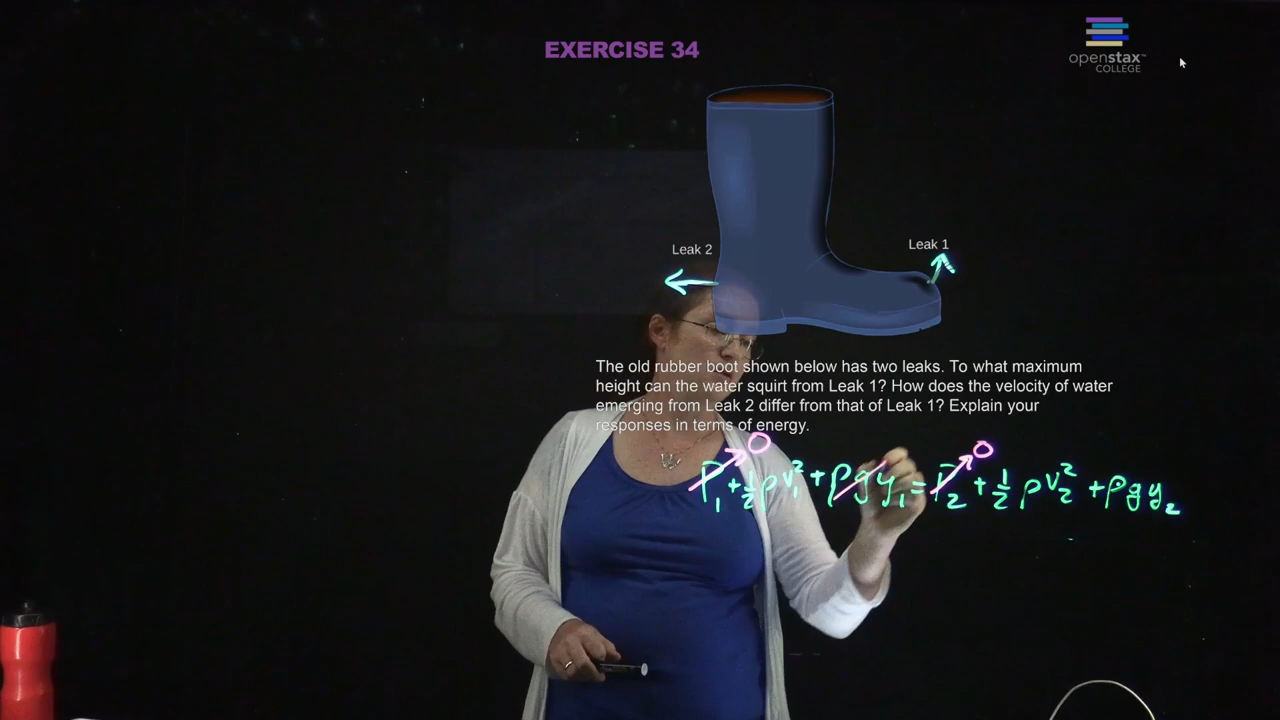 EXERCISE 34
openstax™
COLLEGE
Leak 2
Leak 1
The old rubber boot shown below has two leaks. To what maximum
height can the water squirt from Leak 1? How does the velocity of water
emerging from Leak 2 differ from that of Leak 1? Explain your
responses in terms of energy.
0 0
P₁ + ½ρv₁² + ρgy₁ = P₂ + ½ρv₂² + ρgy₂